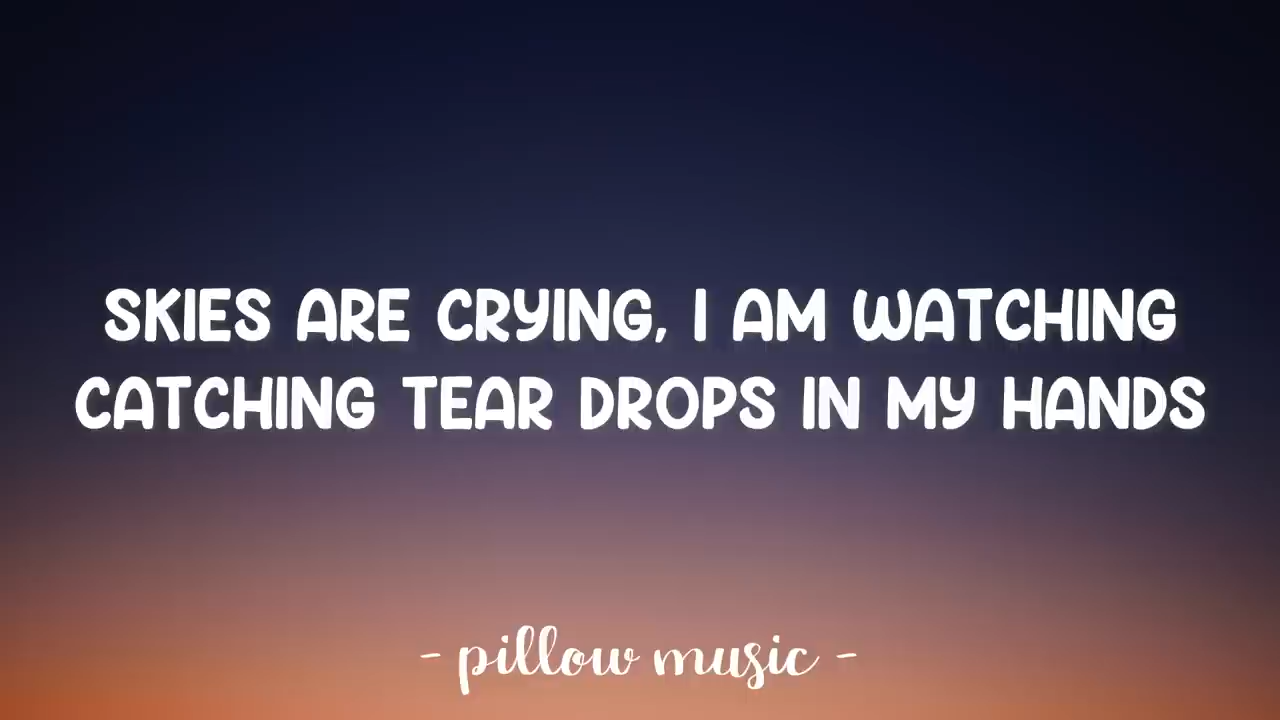 SKIES ARE CRYING, I AM WATCHING
CATCHING TEAR DROPS IN MY HANDS
- pillow music -